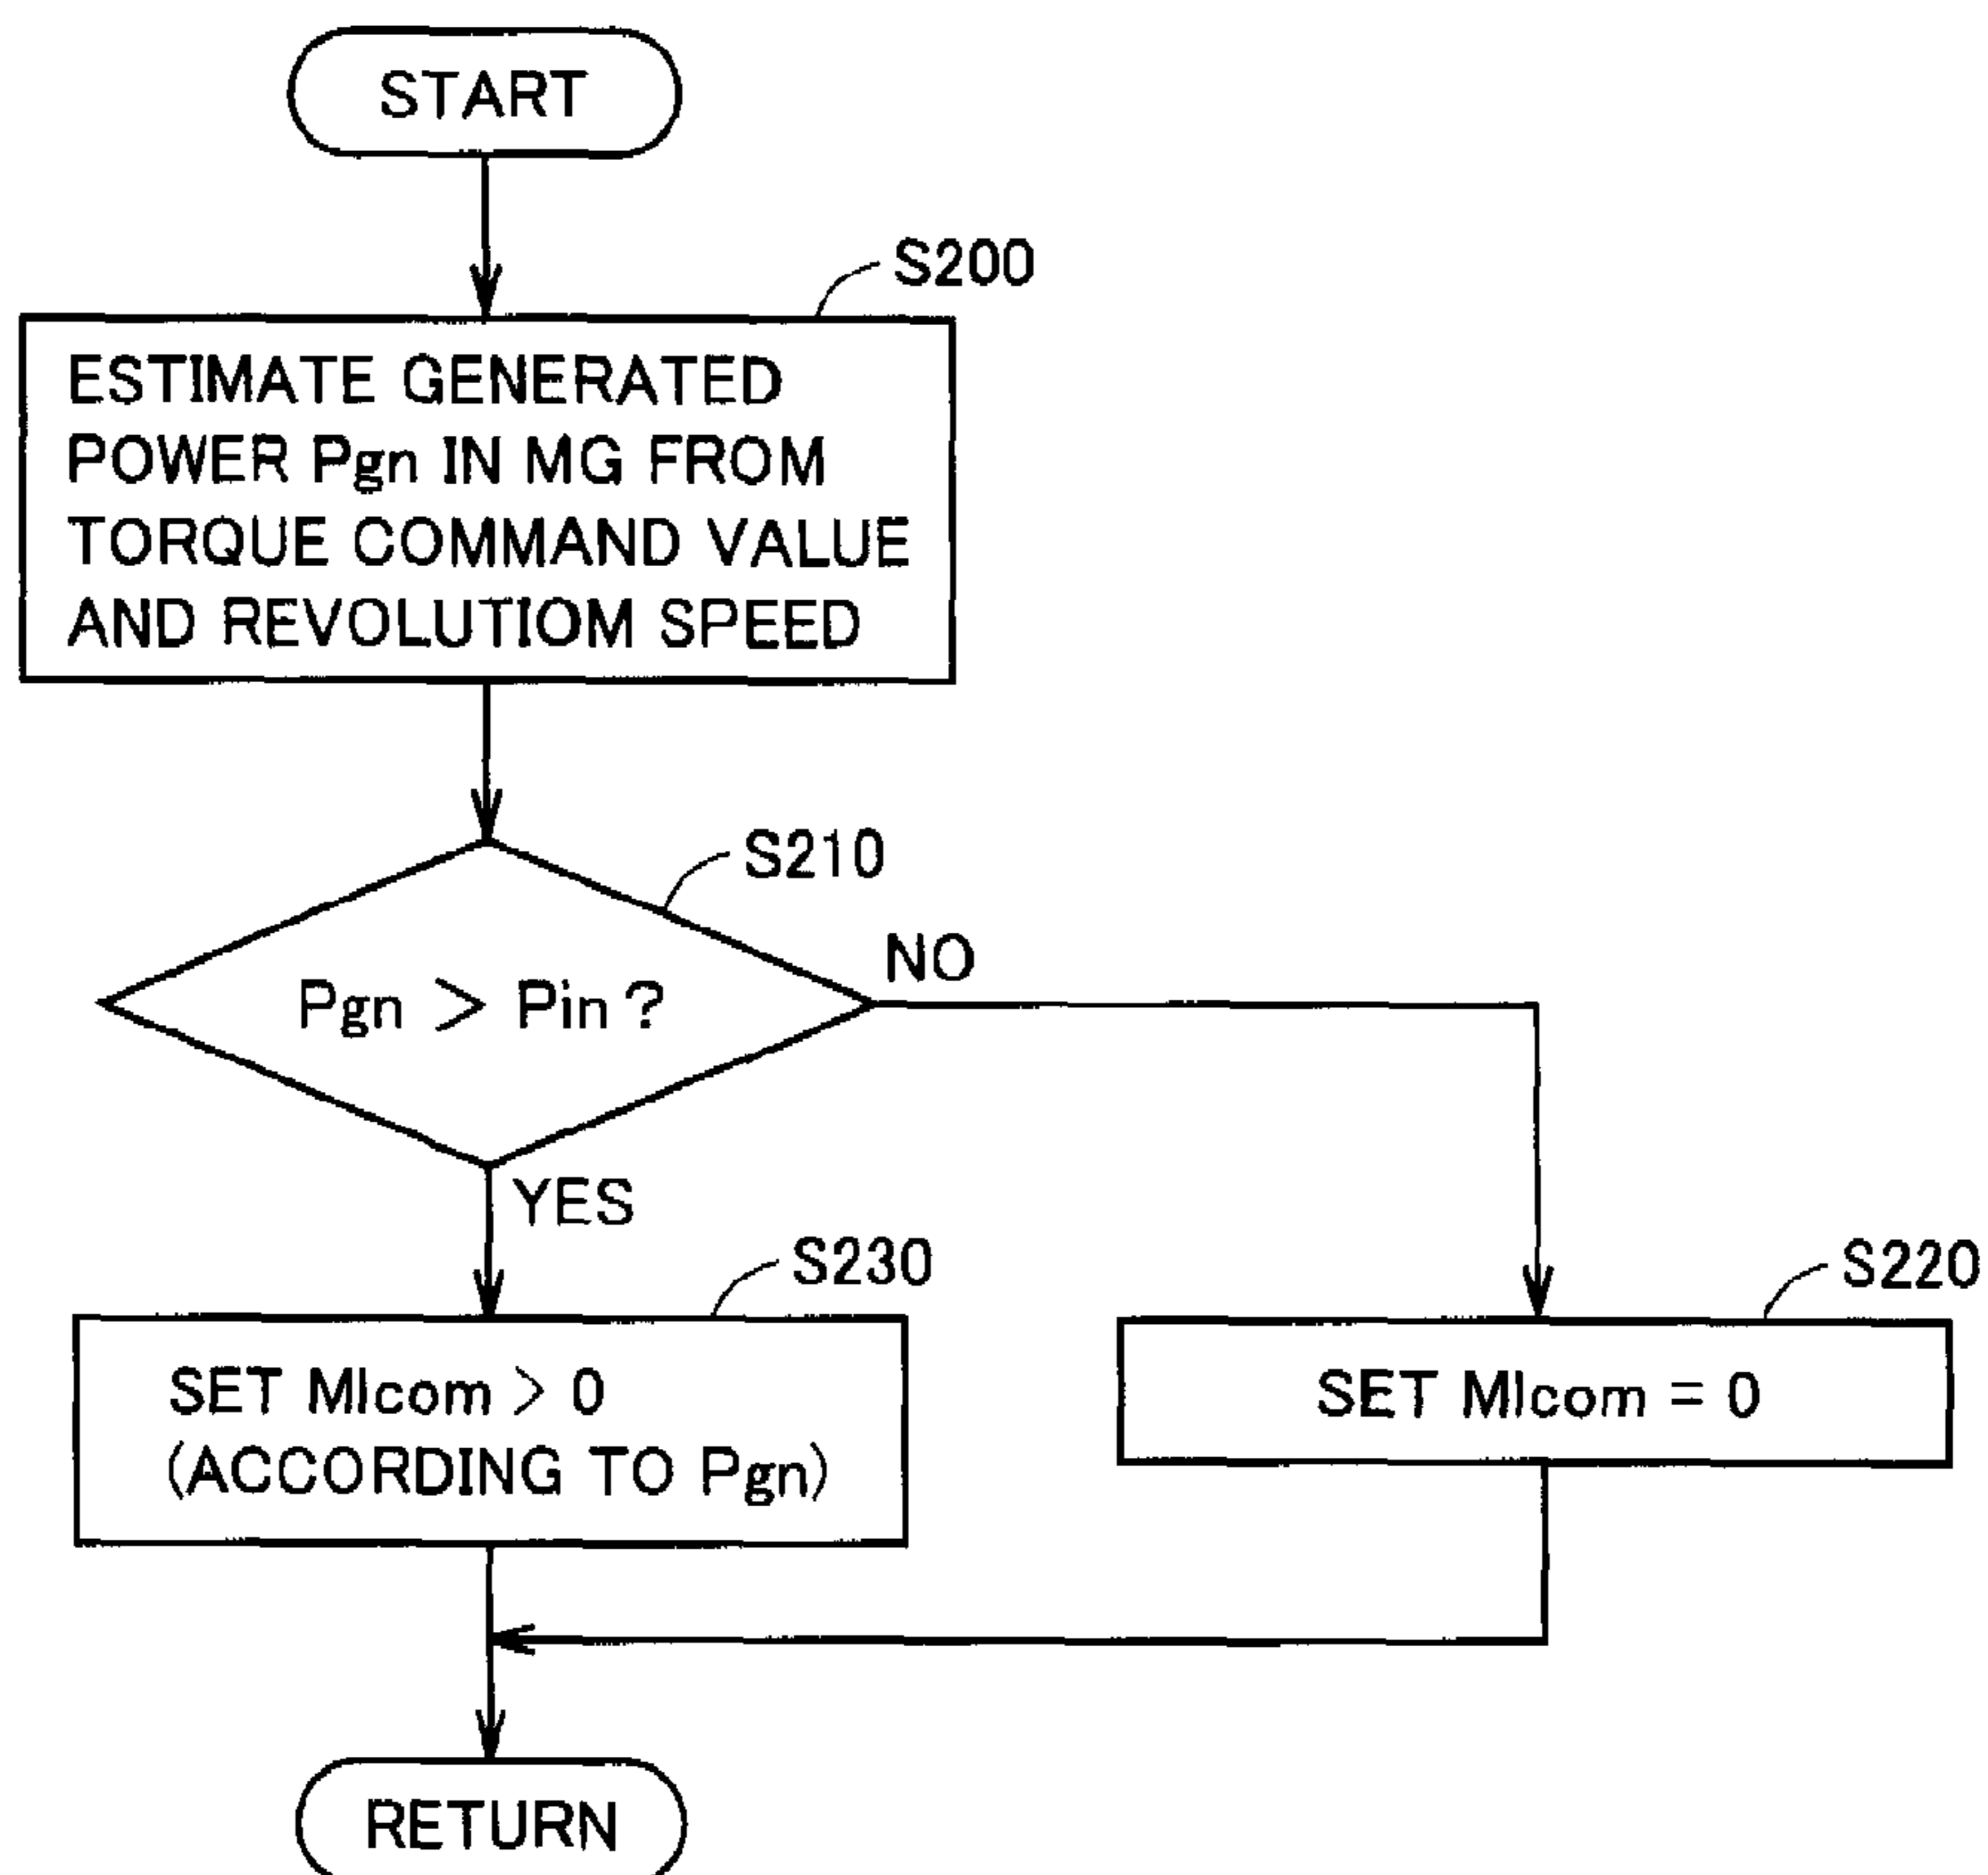 START
S200
ESTIMATE GENERATED
POWER Pgn IN MG FROM
TORQUE COMMAND VALUE
AND REVOLUTIOM SPEED
S210
Pgn > Pin ?
NO
YES
S230
SET MIcom > 0
(ACCORDING TO Pgn)
S220
SET MIcom = 0
RETURN